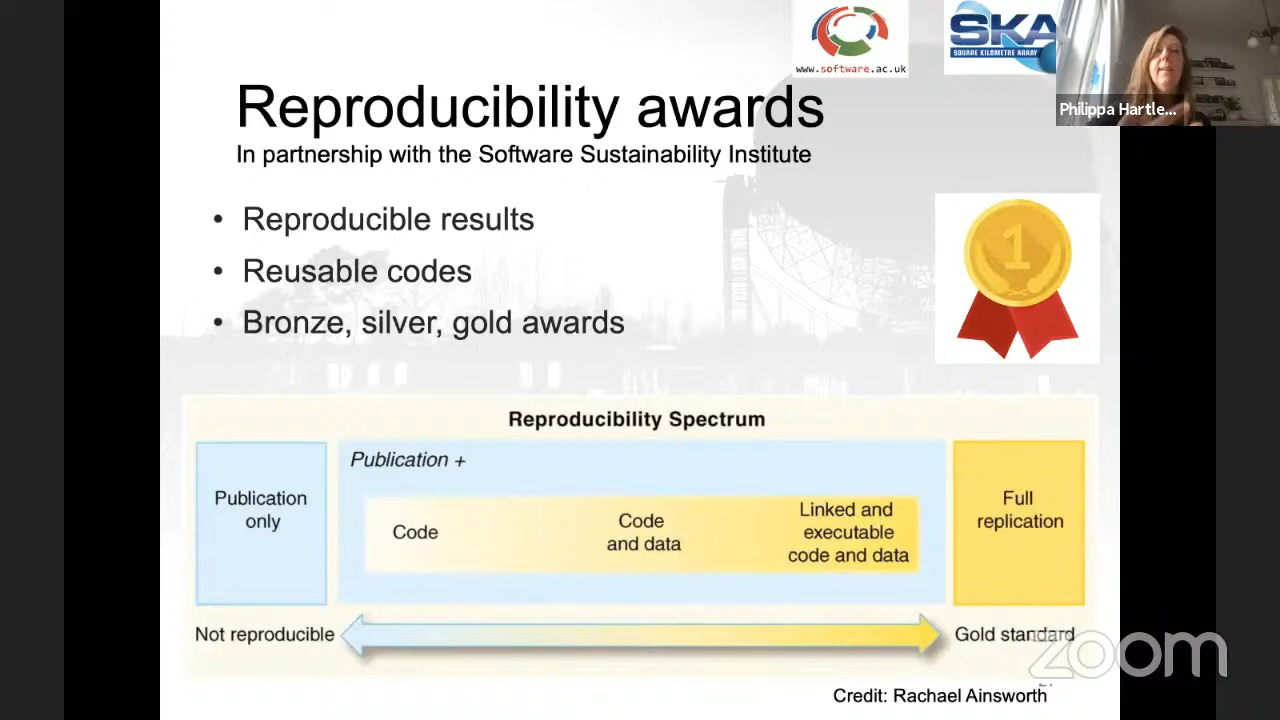 www.software.ac.uk
SKA
SQUARE KILOMETRE ARRAY
Philippa Hartle...
Reproducibility awards
In partnership with the Software Sustainability Institute
• Reproducible results
• Reusable codes
• Bronze, silver, gold awards
1
Reproducibility Spectrum
Publication only
Publication +
Code
Code
and data
Linked and
executable
code and data
Full
replication
Not reproducible
Gold standard
zoom
Credit: Rachael Ainsworth